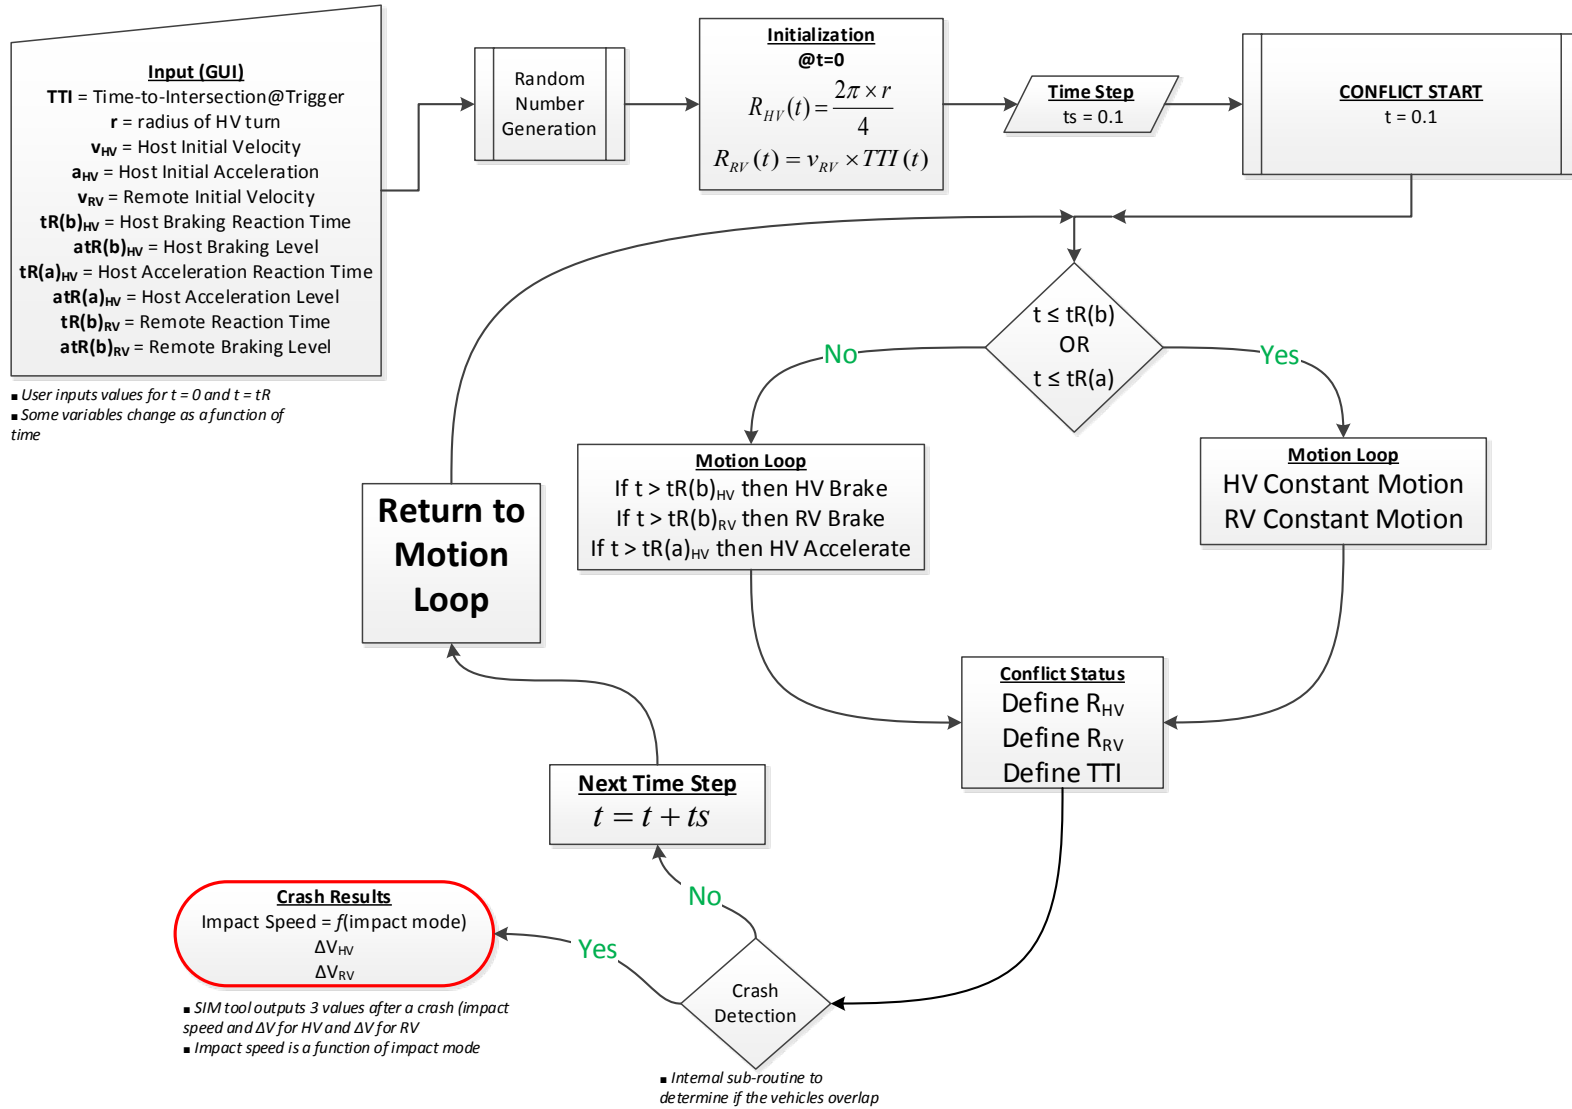 Input (GUI)
TTI = Time-to-Intersection@Trigger
r = radius of HV turn
vHV = Host Initial Velocity
aHV = Host Initial Acceleration
vRV = Remote Initial Velocity
tR(b)HV = Host Braking Reaction Time
atR(b)HV = Host Braking Level
tR(a)HV = Host Acceleration Reaction Time
atR(a)HV = Host Acceleration Level
tR(b)RV = Remote Reaction Time
atR(b)RV = Remote Braking Level
■ User inputs values for t = 0 and t = tR
■ Some variables change as a function of
time
Random
Number
Generation
Initialization
@t=0
R_HV(t) = 2π × r / 4
R_RV(t) = v_RV × TTI(t)
Time Step
ts = 0.1
CONFLICT START
t = 0.1
t ≤ tR(b)
OR
t ≤ tR(a)
No
Yes
Motion Loop
If t > tR(b)HV then HV Brake
If t > tR(b)RV then RV Brake
If t > tR(a)HV then HV Accelerate
Motion Loop
HV Constant Motion
RV Constant Motion
Return to
Motion
Loop
Conflict Status
Define RHV
Define RRV
Define TTI
Next Time Step
t = t + ts
No
Yes
Crash
Detection
■ Internal sub-routine to
determine if the vehicles overlap
Crash Results
Impact Speed = f(impact mode)
ΔVHV
ΔVRV
■ SIM tool outputs 3 values after a crash (impact
speed and ΔV for HV and ΔV for RV
■ Impact speed is a function of impact mode